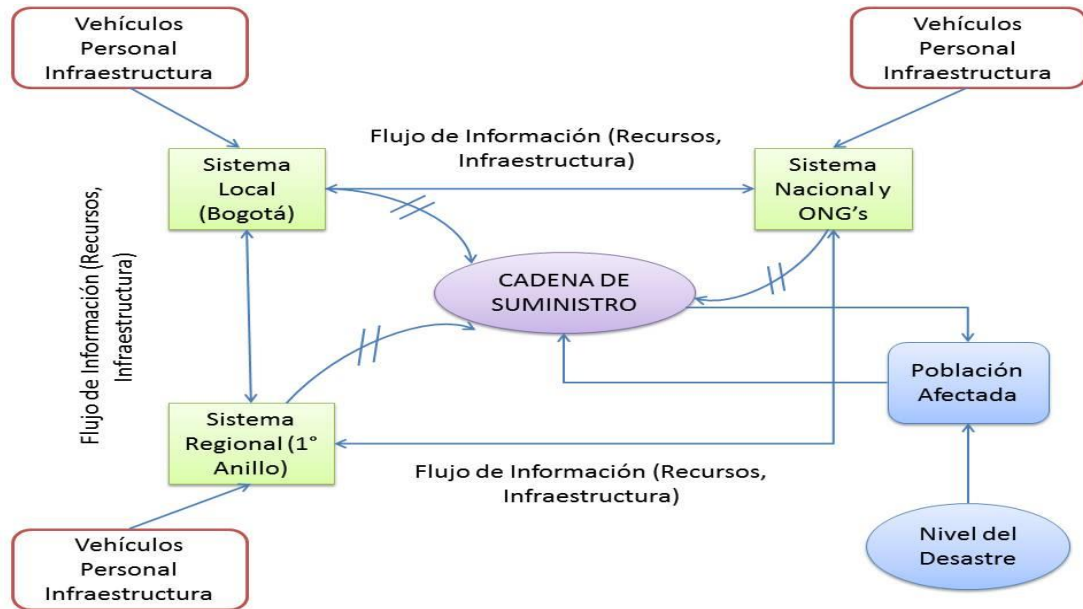 Vehículos
Personal
Infraestructura
Vehículos
Personal
Infraestructura
Flujo de Información (Recursos,
Infraestructura)
Sistema
Local
(Bogotá)
Sistema
Nacional y
ONG's
Flujo de Información (Recursos,
Infraestructura)
CADENA DE
SUMINISTRO
Población
Afectada
Sistema
Regional (1°
Anillo)
Flujo de Información (Recursos,
Infraestructura)
Vehículos
Personal
Infraestructura
Nivel del
Desastre